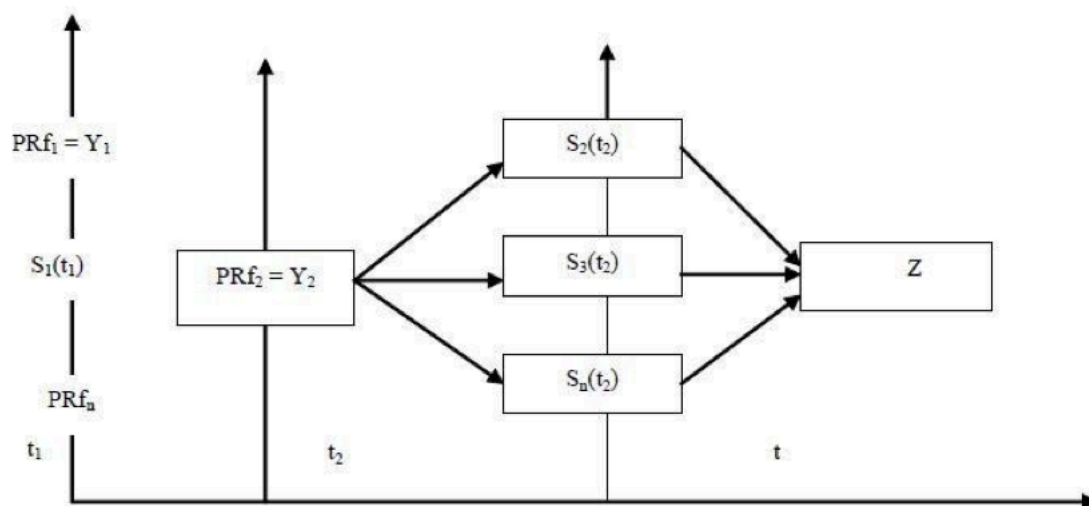 PRf₁ = Y₁
S₁(t₁)
PRfₙ
t₁
PRf₂ = Y₂
t₂
S₂(t₂)
S₃(t₂)
Sₙ(t₂)
Z
t